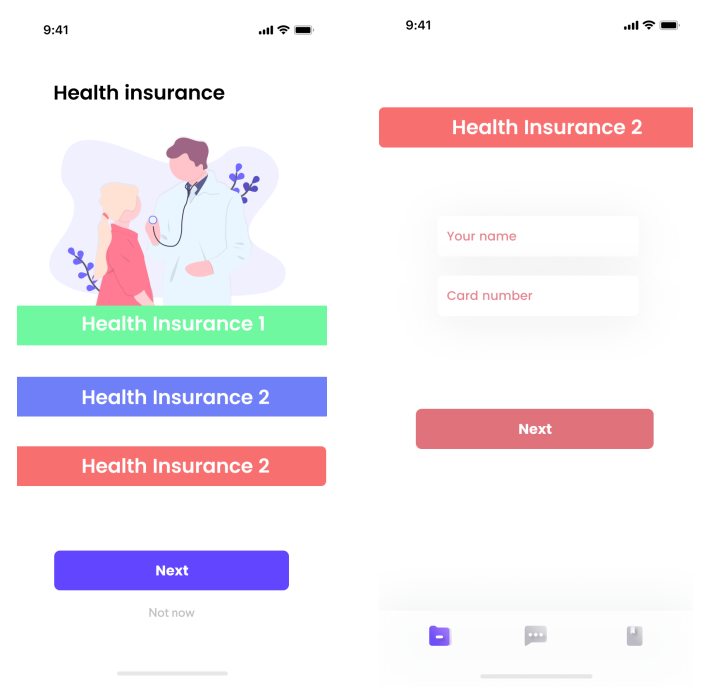 9:41
Health insurance
Health Insurance 1
Health Insurance 2
Health Insurance 2
Next
Not now
9:41
Health Insurance 2
Your name
Card number
Next